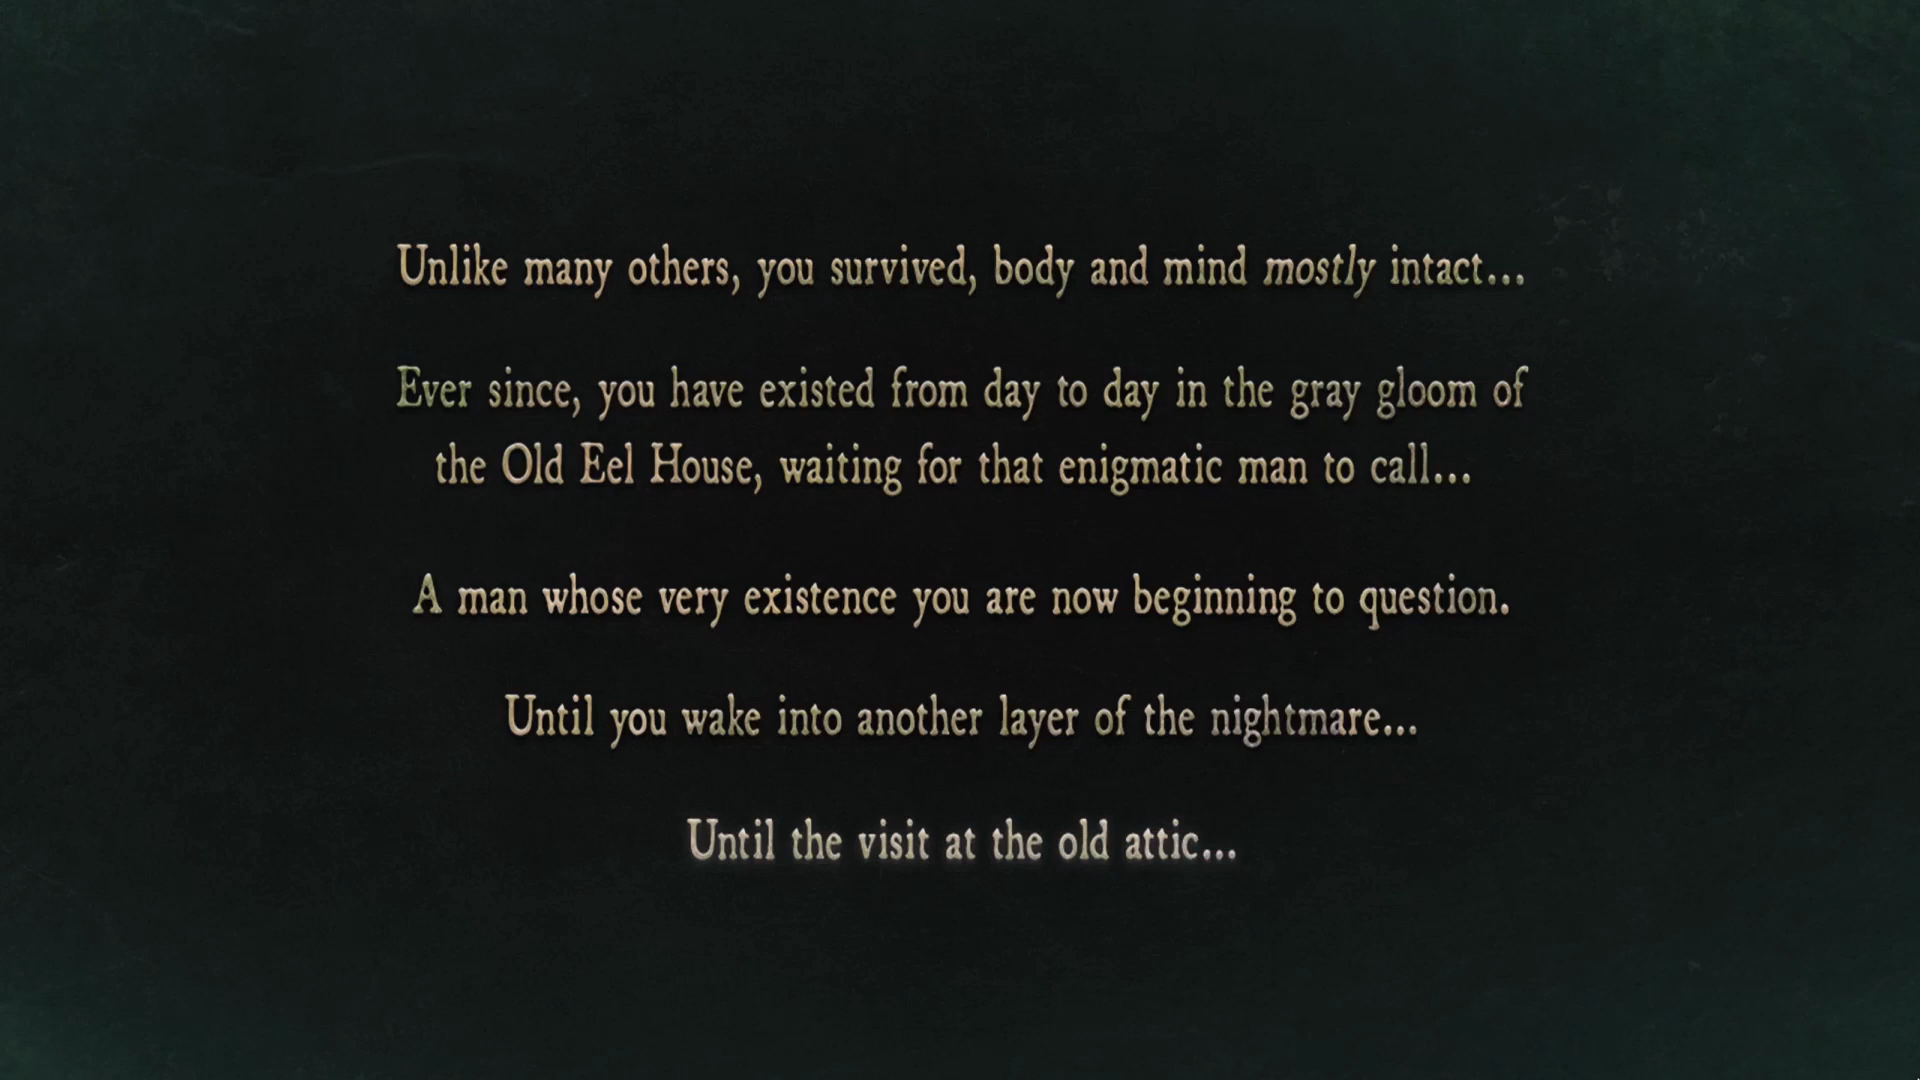 Unlike many others, you survived, body and mind mostly intact...
Ever since, you have existed from day to day in the gray gloom of
the Old Eel House, waiting for that enigmatic man to call...
A man whose very existence you are now beginning to question.
Until you wake into another layer of the nightmare...
Until the visit at the old attic...